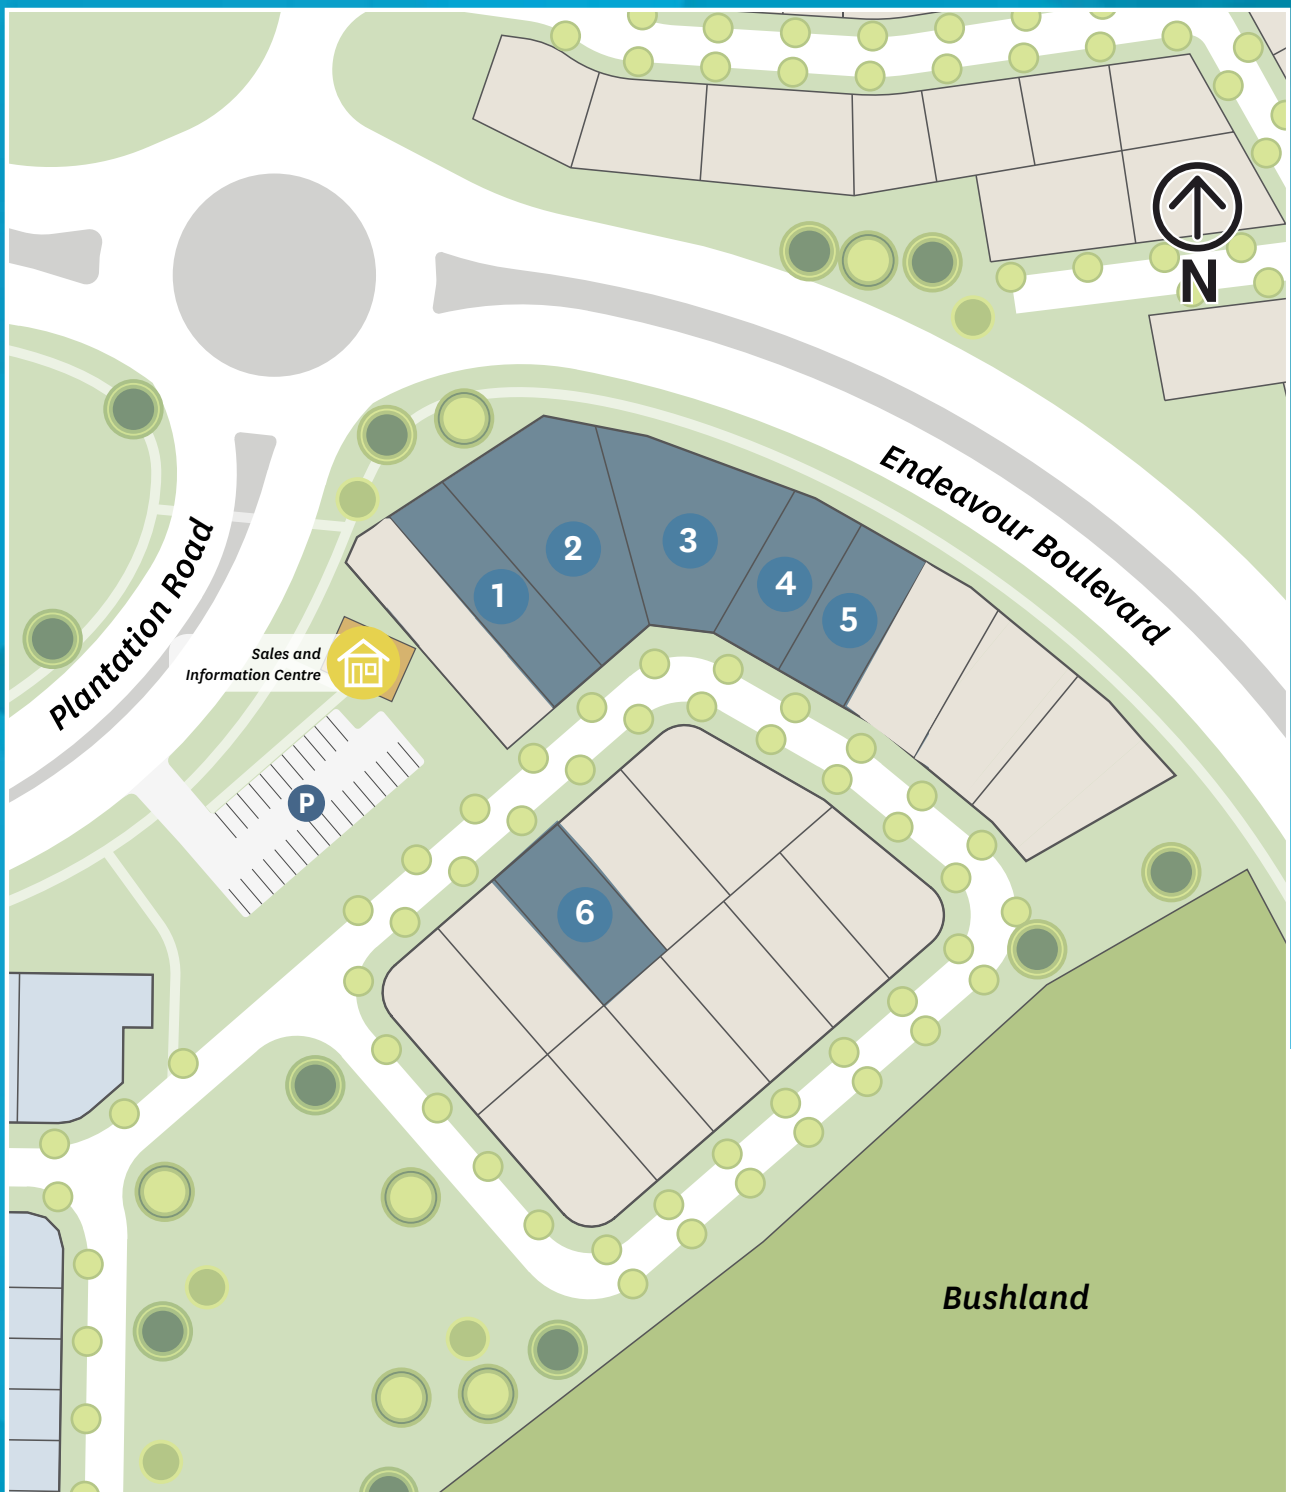 N
Endeavour Boulevard
Plantation Road
1
2
3
4
5
Sales and
Information Centre
P
6
Bushland